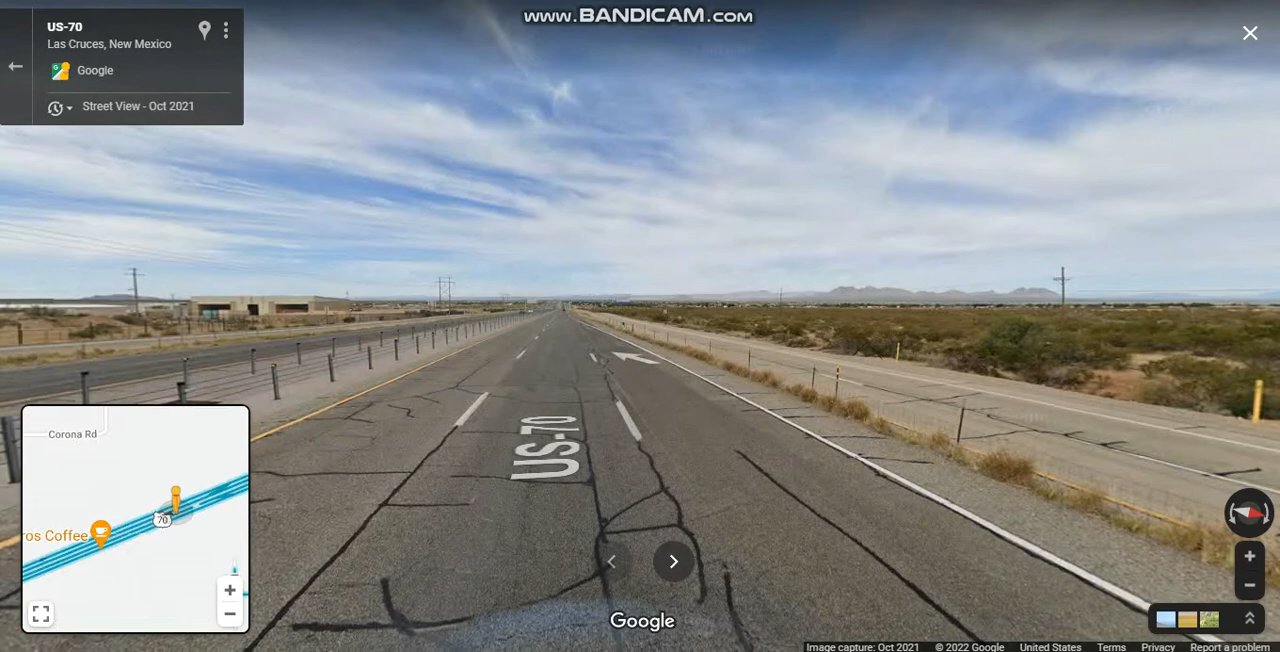 www.BANDICAM.com
US-70
Las Cruces, New Mexico
Google
Street View - Oct 2021
US-70
Corona Rd
70
ros Coffee
Google
Image capture: Oct 2021 © 2022 Google United States Terms Privacy Report a problem